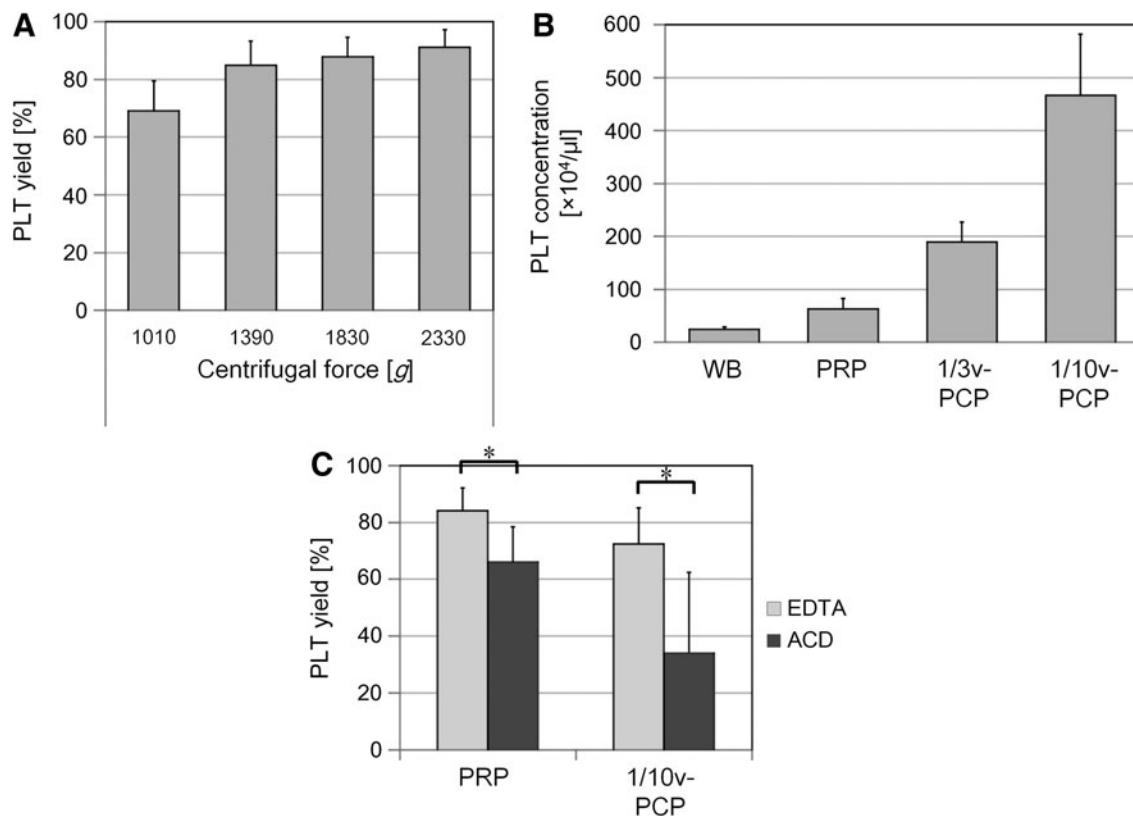 A
PLT yield [%]
100
80
60
40
20
0
1010 1390 1830 2330
Centrifugal force [g]
B
PLT concentration
[×10⁴/µl]
600
500
400
300
200
100
0
WB PRP 1/3v- 1/10v-
PCP PCP
C
PLT yield [%]
100
80
60
40
20
0
* *
PRP 1/10v-
PCP
EDTA
ACD